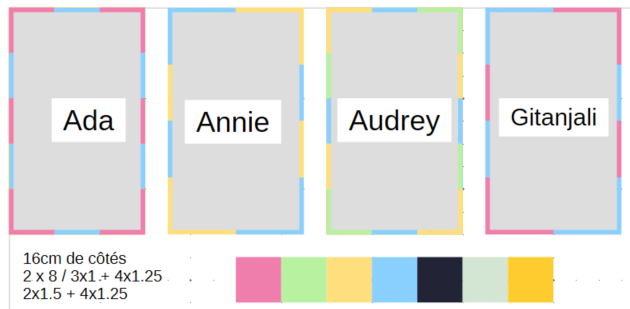 Ada
Annie
Audrey
Gitanjali
16cm de côtés
2 x 8 / 3x1 + 4x1.25
2x1.5 + 4x1.25